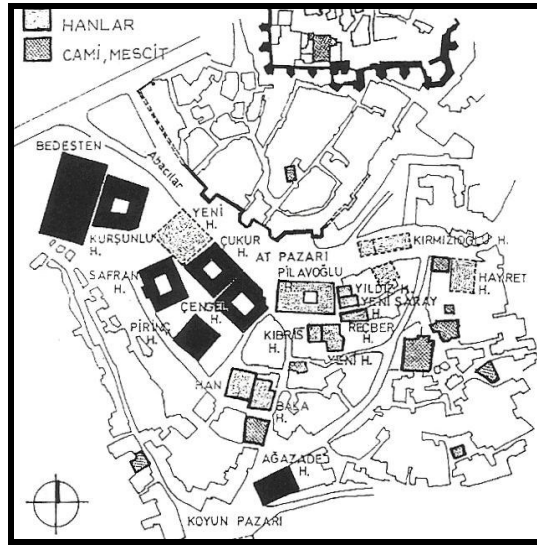 HANLAR
CAMİ, MESCİT
BEDESTEN
Abacılar
KURŞUNLU
H.
YENİ
H.
ÇUKUR
H.
AT PAZARI
KIRMIZIOĞLU H.
SAFRAN
H.
PİLAVOĞLU
H.
HAYRET
H.
YILDIZ H.
YENİ SARAY
H.
ÇENGEL
H.
PİRİNÇ
H.
KIBRIS
H.
REÇBER
H.
YENİ H.
HAN
BALA
H.
AĞAZADE
H.
KOYUN PAZARI